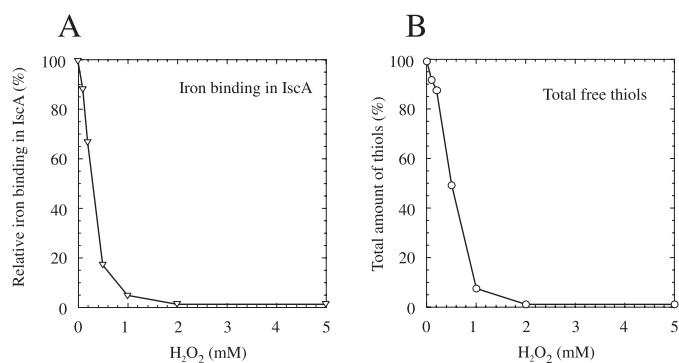 A
Relative iron binding in IscA (%)
100
80
60
40
20
0
Iron binding in IscA
0 1 2 3 4 5
H₂O₂ (mM)
B
Total amount of thiols (%)
100
80
60
40
20
0
Total free thiols
0 1 2 3 4 5
H₂O₂ (mM)